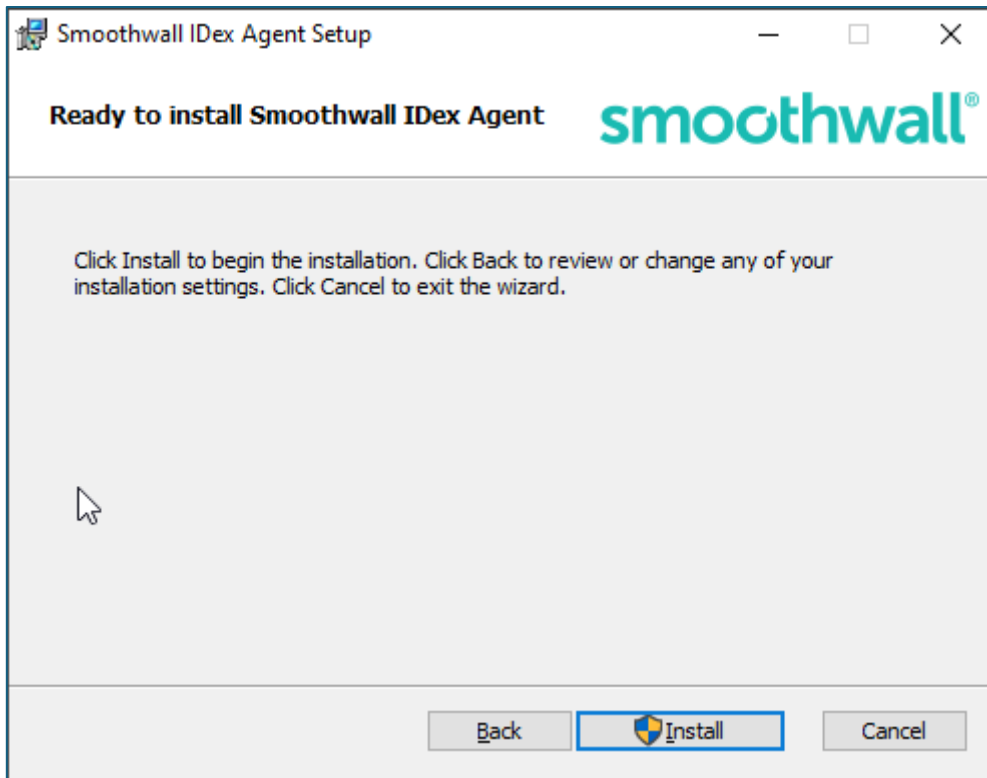 Smoothwall IDex Agent Setup
Ready to install Smoothwall IDex Agent
smoothwall®
Click Install to begin the installation. Click Back to review or change any of your
installation settings. Click Cancel to exit the wizard.
Back
Install
Cancel